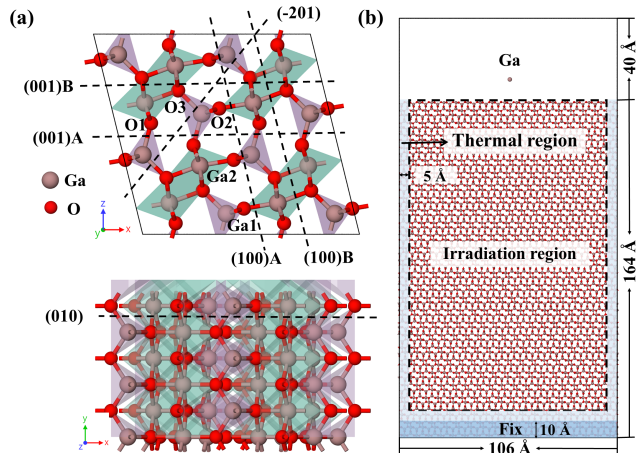 (a)
(-201)
(001)B
O3
O1
O2
(001)A
Ga
Ga2
O
Ga1
z
y
x
(100)A
(100)B
(010)
y
z
x
(b)
Ga
40 Å
Thermal region
5 Å
Irradiation region
164 Å
Fix
10 Å
106 Å